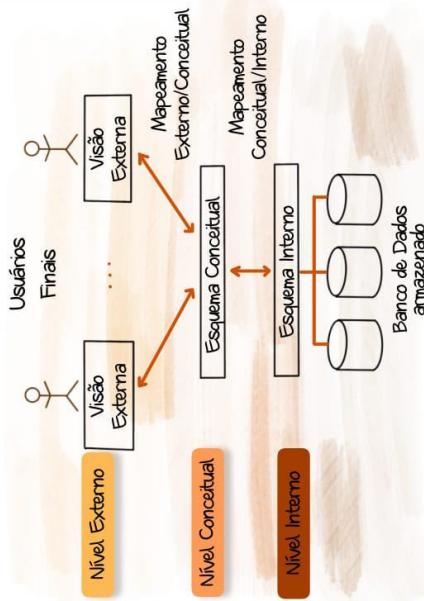 Usuários
Finais
Nível Externo
Visão
Externa
...
Visão
Externa
Mapeamento
Externo/Conceitual
Nível Conceitual
Esquema Conceitual
Mapeamento
Conceitual/Interno
Nível Interno
Esquema Interno
Banco de Dados
armazenado